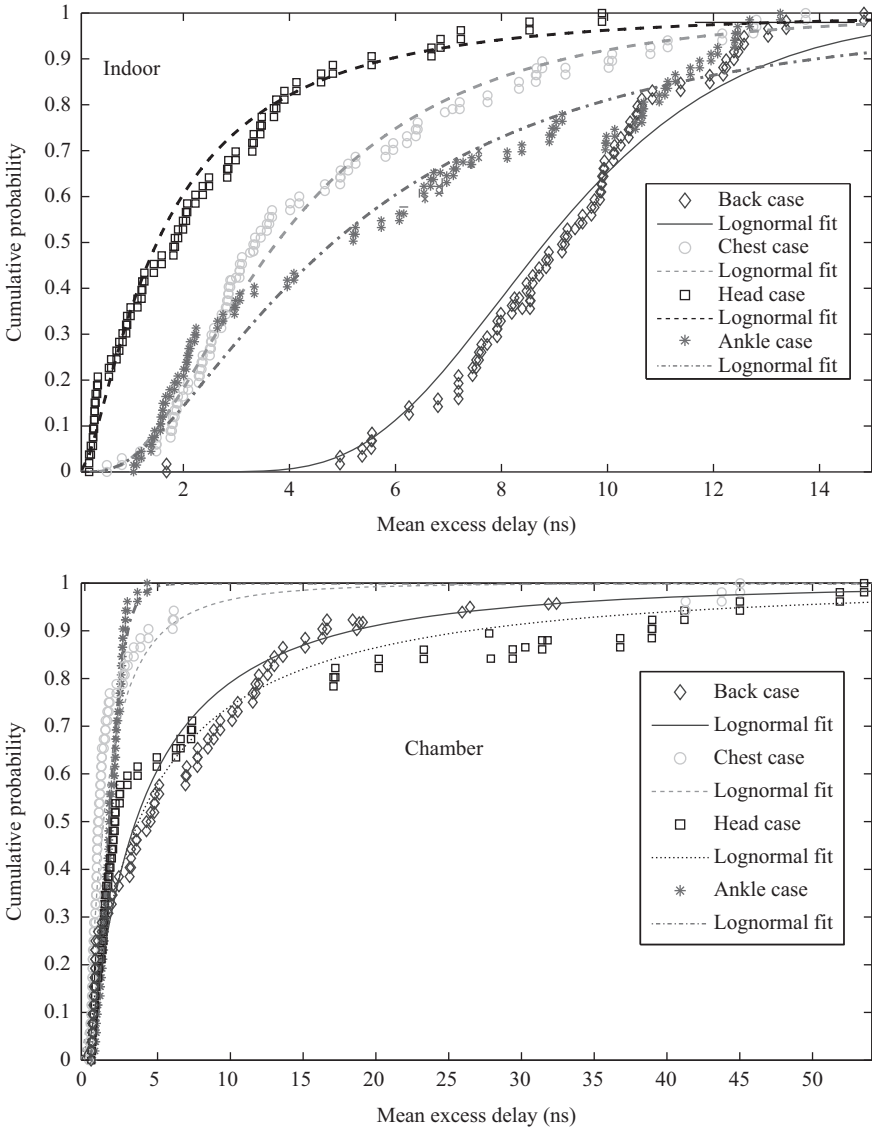 1
0.9
0.8
0.7
0.6
0.5
0.4
0.3
0.2
0.1
0
Cumulative probability
Indoor
Back case
Lognormal fit
Chest case
Lognormal fit
Head case
Lognormal fit
Ankle case
Lognormal fit
2 4 6 8 10 12 14
Mean excess delay (ns)
1
0.9
0.8
0.7
0.6
0.5
0.4
0.3
0.2
0.1
0
Cumulative probability
Chamber
Back case
Lognormal fit
Chest case
Lognormal fit
Head case
Lognormal fit
Ankle case
Lognormal fit
0 5 10 15 20 25 30 35 40 45 50
Mean excess delay (ns)